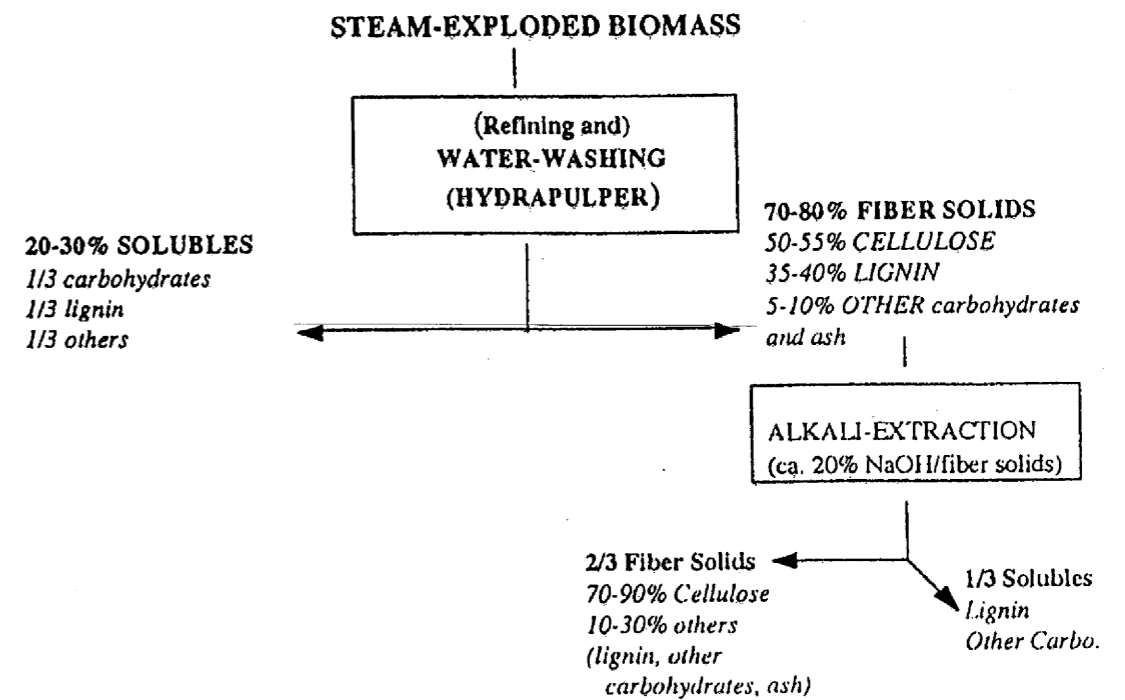 STEAM-EXPLODED BIOMASS
(Refining and)
WATER-WASHING
(HYDRAPULPER)
20-30% SOLUBLES
1/3 carbohydrates
1/3 lignin
1/3 others
70-80% FIBER SOLIDS
50-55% CELLULOSE
35-40% LIGNIN
5-10% OTHER carbohydrates
and ash
ALKALI-EXTRACTION
(ca. 20% NaOH/fiber solids)
2/3 Fiber Solids
70-90% Cellulose
10-30% others
(lignin, other
carbohydrates, ash)
1/3 Solubles
Lignin
Other Carbo.